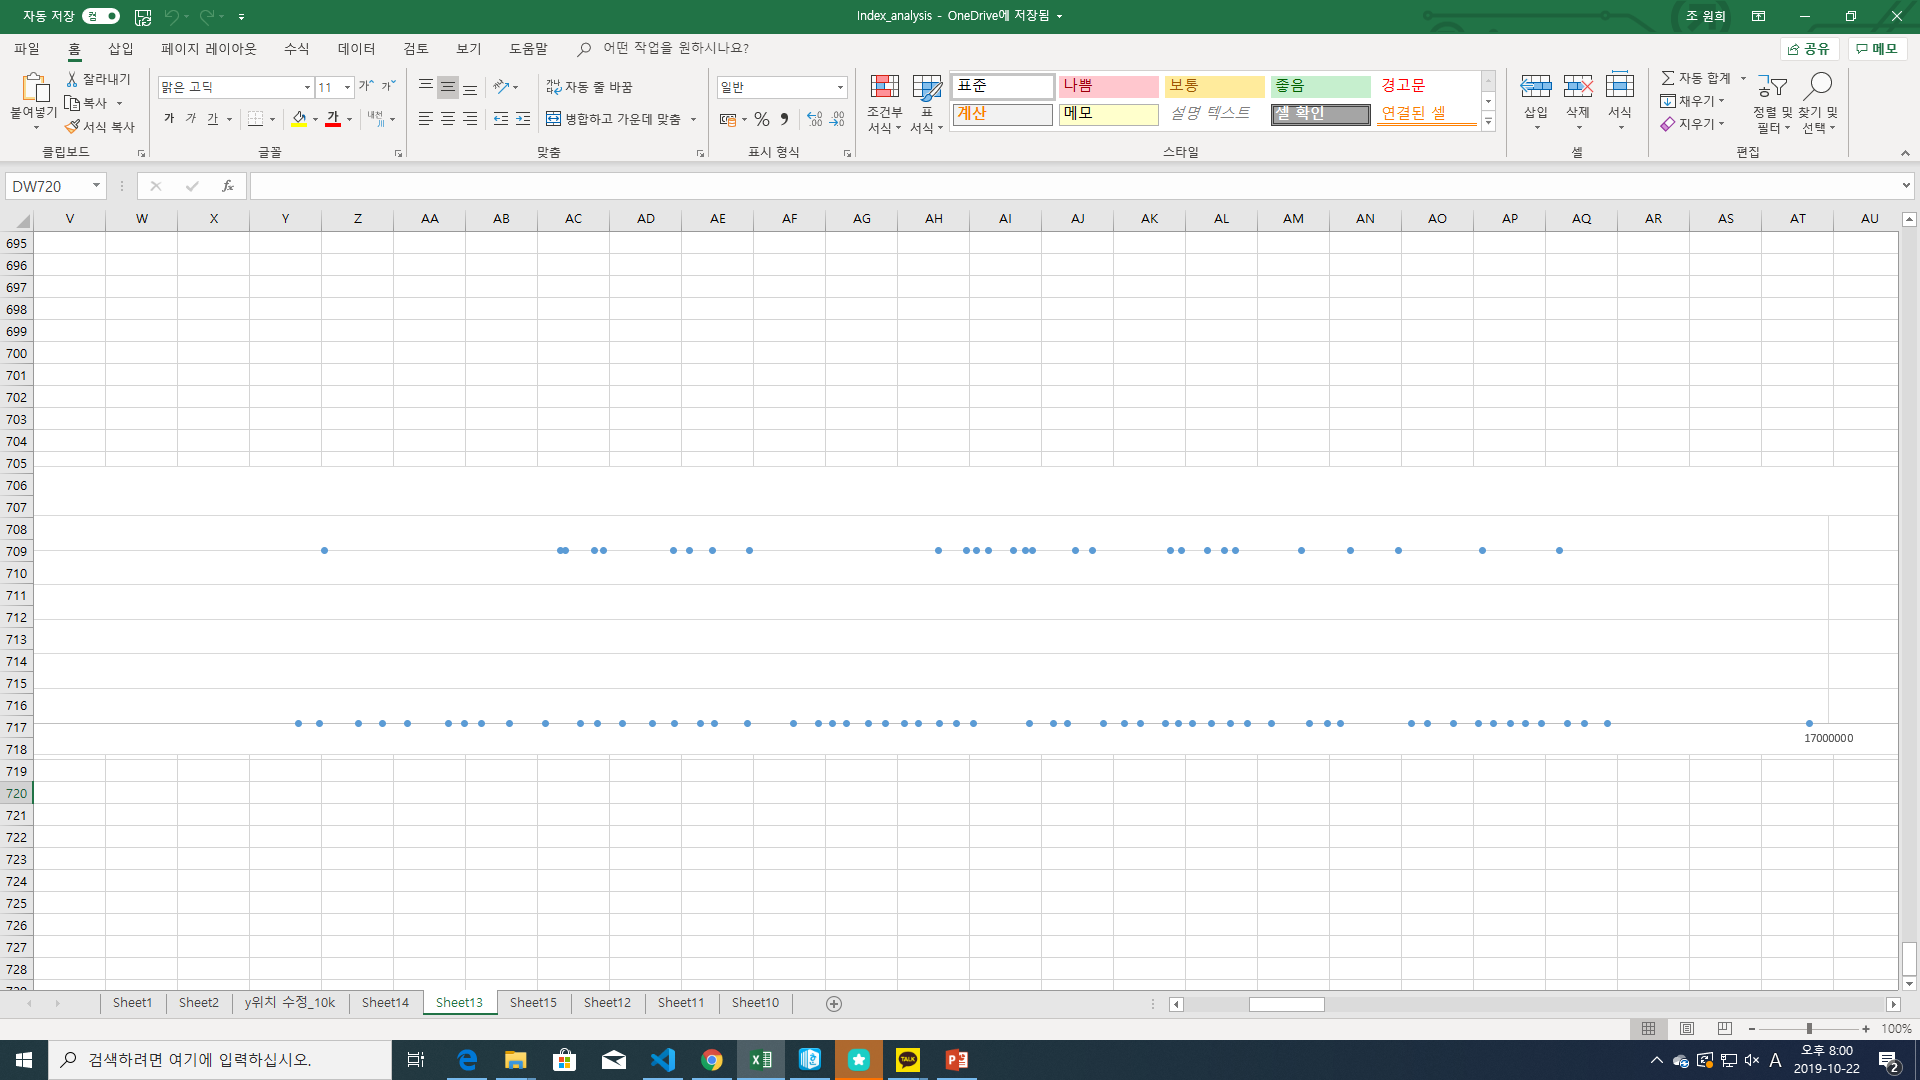 자동 저장 켬 Index_analysis - OneDrive에 저장됨 조 원희
파일 홈 삽입 페이지 레이아웃 수식 데이터 검토 보기 도움말 어떤 작업을 원하시나요? 공유 메모
붙여넣기 잘라내기 복사 서식 복사 클립보드
맑은 고딕 11 가 가 가 가 가 가 내천 글꼴
자동 줄 바꿈 병합하고 가운데 맞춤 맞춤
일반 % 표시 형식
조건부 서식 표 서식 표준 나쁨 보통 좋음 경고문
계산 메모 설명 텍스트 셀 확인 연결된 셀 스타일
삽입 삭제 서식 셀
자동 합계 채우기 지우기 정렬 및 필터 찾기 및 선택 편집
DW720 fx
V W X Y Z AA AB AC AD AE AF AG AH AI AJ AK AL AM AN AO AP AQ AR AS AT AU
695
696
697
698
699
700
701
702
703
704
705
706
707
708
709
710
711
712
713
714
715
716
717
718
17000000
719
720
721
722
723
724
725
726
727
728
Sheet1 Sheet2 y위치 수정_10k Sheet14 Sheet13 Sheet15 Sheet12 Sheet11 Sheet10
100%
검색하려면 여기에 입력하십시오. TALK A 오후 8:00
2019-10-22 2